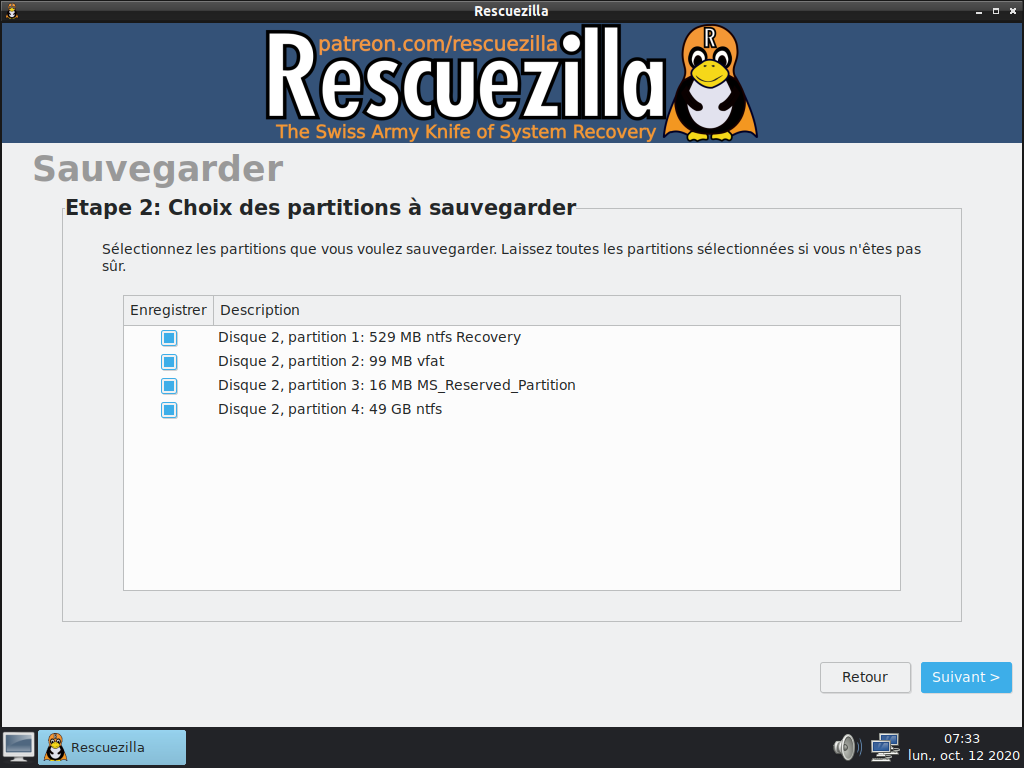 Rescuezilla
patreon.com/rescuezilla
Rescuezilla
R
The Swiss Army Knife of System Recovery
Sauvegarder
Etape 2: Choix des partitions à sauvegarder
Sélectionnez les partitions que vous voulez sauvegarder. Laissez toutes les partitions sélectionnées si vous n'êtes pas
sûr.
Enregistrer Description
Disque 2, partition 1: 529 MB ntfs Recovery
Disque 2, partition 2: 99 MB vfat
Disque 2, partition 3: 16 MB MS_Reserved_Partition
Disque 2, partition 4: 49 GB ntfs
Retour Suivant >
Rescuezilla
07:33
lun., oct. 12 2020